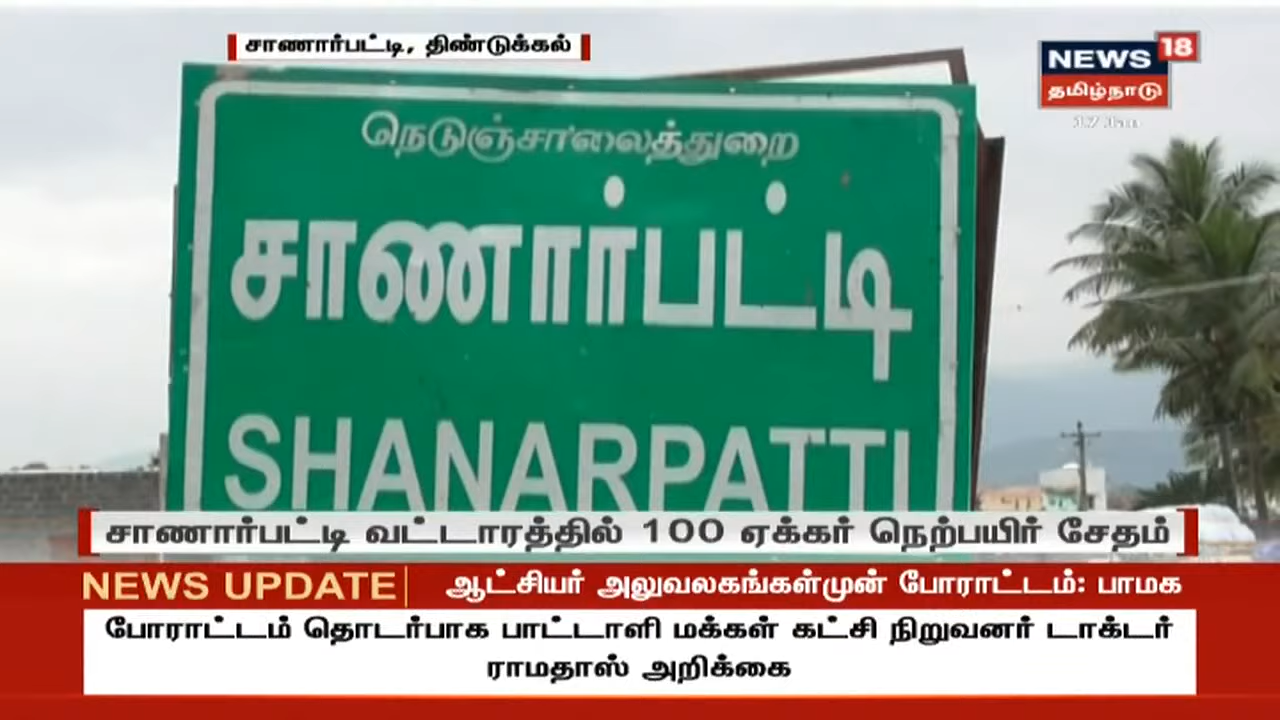 சாணார்பட்டி, திண்டுக்கல்
NEWS 18
தமிழ்நாடு
நெடுஞ்சாலைத்துறை
சாணார்பட்டி
SHANARPATTI
சாணார்பட்டி வட்டாரத்தில் 100 ஏக்கர் நெற்பயிர் சேதம்
NEWS UPDATE
ஆட்சியர் அலுவலகங்கள்முன் போராட்டம்: பாமக
போராட்டம் தொடர்பாக பாட்டாளி மக்கள் கட்சி நிறுவனர் டாக்டர்
ராமதாஸ் அறிக்கை